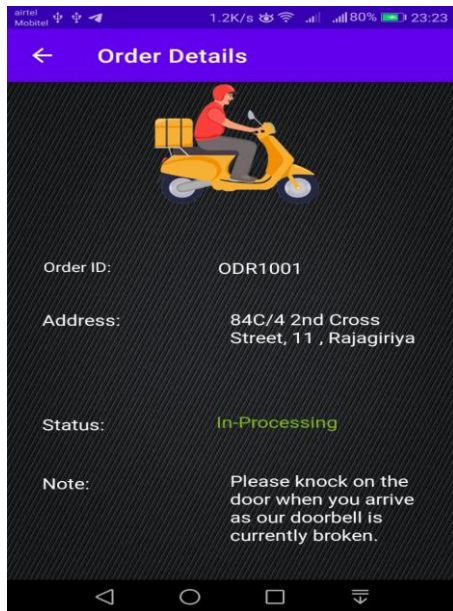 airtel
Mobitel 1.2K/s 80% 23:23
Order Details
Order ID: ODR1001
Address: 84C/4 2nd Cross
Street, 11 , Rajagiriya
Status: In-Processing
Note: Please knock on the
door when you arrive
as our doorbell is
currently broken.